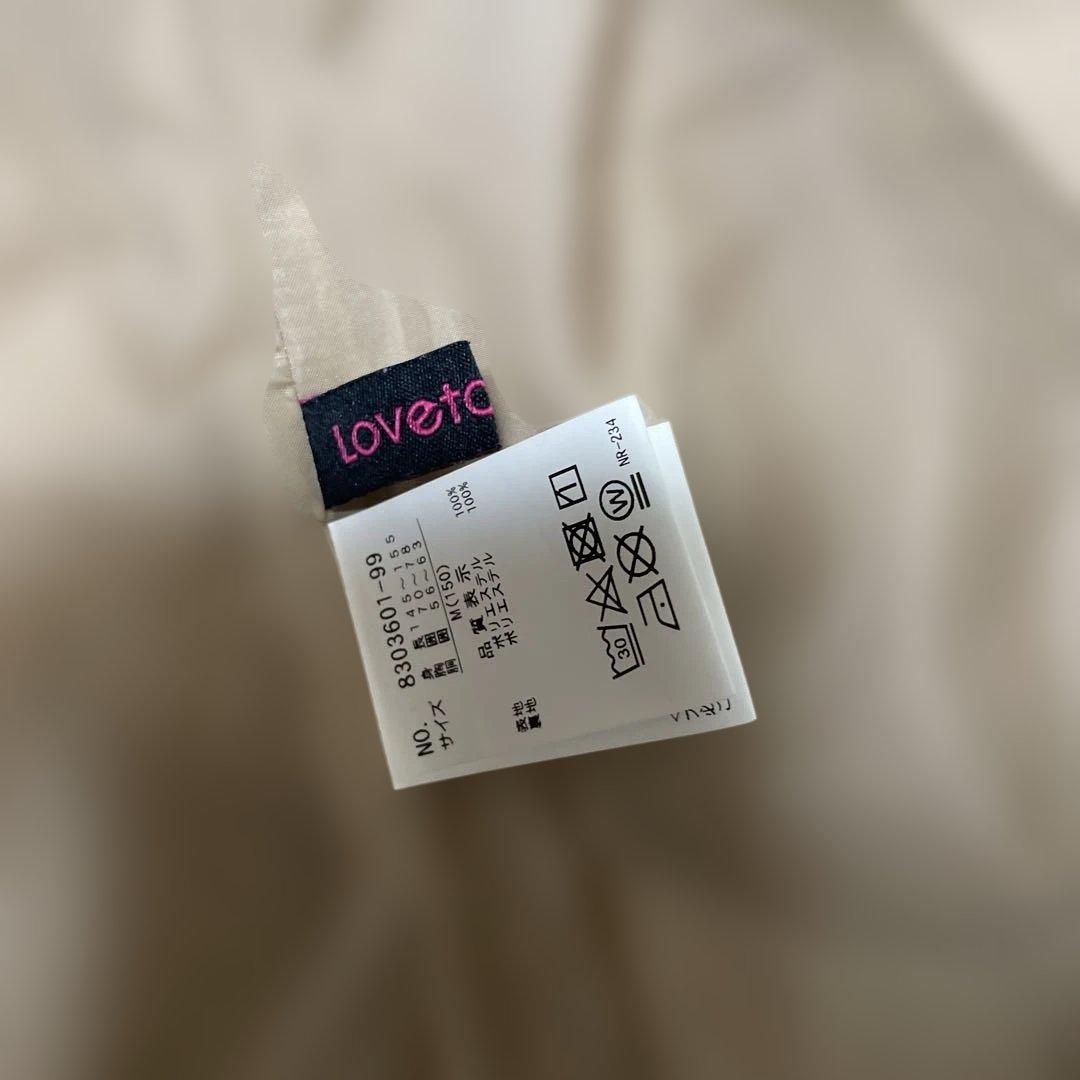 Loveto
NO. 8303601-99
サイズ
身長 145～155
胸囲 70～78
胴囲 56～63
M(150)
品質表示
表地 ポリエステル 100%
裏地 ポリエステル 100%
30
W
NR-234